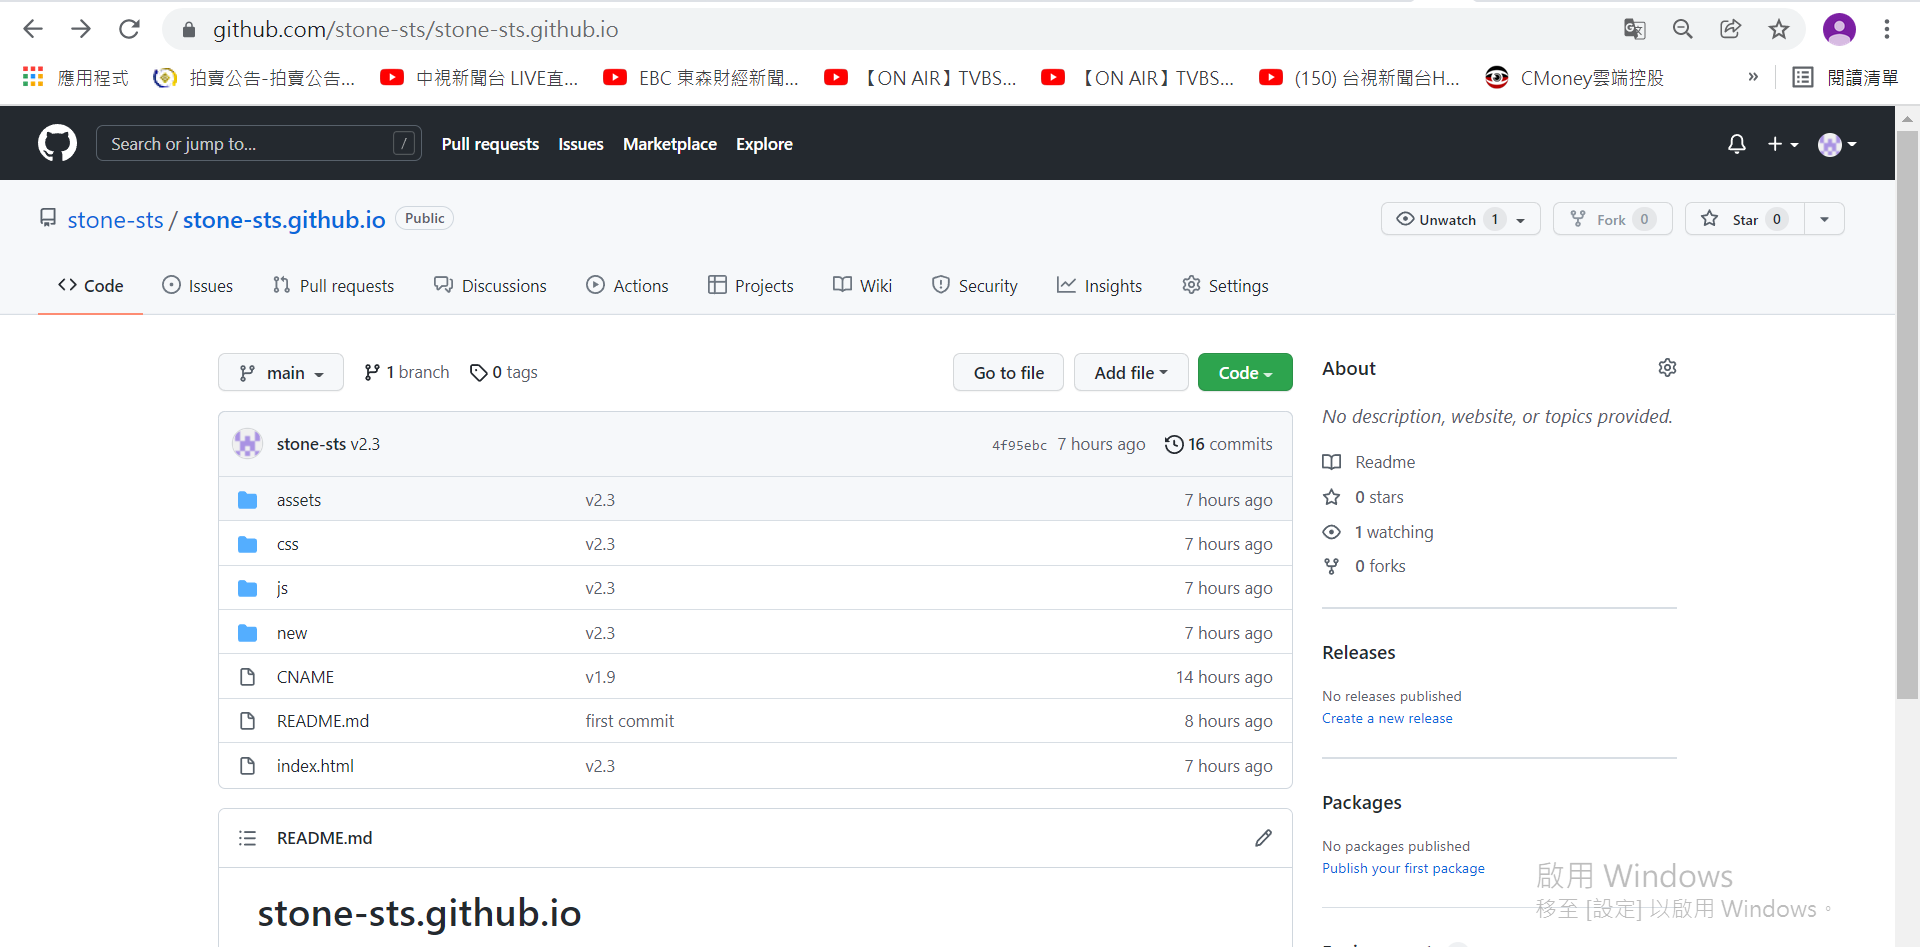 github.com/stone-sts/stone-sts.github.io
應用程式 拍賣公告-拍賣公告... 中視新聞台 LIVE直... EBC 東森財經新聞... 【ON AIR】TVBS... 【ON AIR】TVBS... (150) 台視新聞台H... CMoney雲端控股 » 閱讀清單
Search or jump to... / Pull requests Issues Marketplace Explore
stone-sts / stone-sts.github.io Public Unwatch 1 Fork 0 Star 0
Code Issues Pull requests Discussions Actions Projects Wiki Security Insights Settings
main 1 branch 0 tags Go to file Add file Code
About
No description, website, or topics provided.
stone-sts v2.3 4f95ebc 7 hours ago 16 commits
Readme
assets v2.3 7 hours ago
0 stars
css v2.3 7 hours ago
1 watching
js v2.3 7 hours ago
0 forks
new v2.3 7 hours ago
Releases
CNAME v1.9 14 hours ago
No releases published
README.md first commit 8 hours ago
Create a new release
index.html v2.3 7 hours ago
Packages
README.md
No packages published
Publish your first package
啟用 Windows
移至 [設定] 以啟用 Windows。
stone-sts.github.io